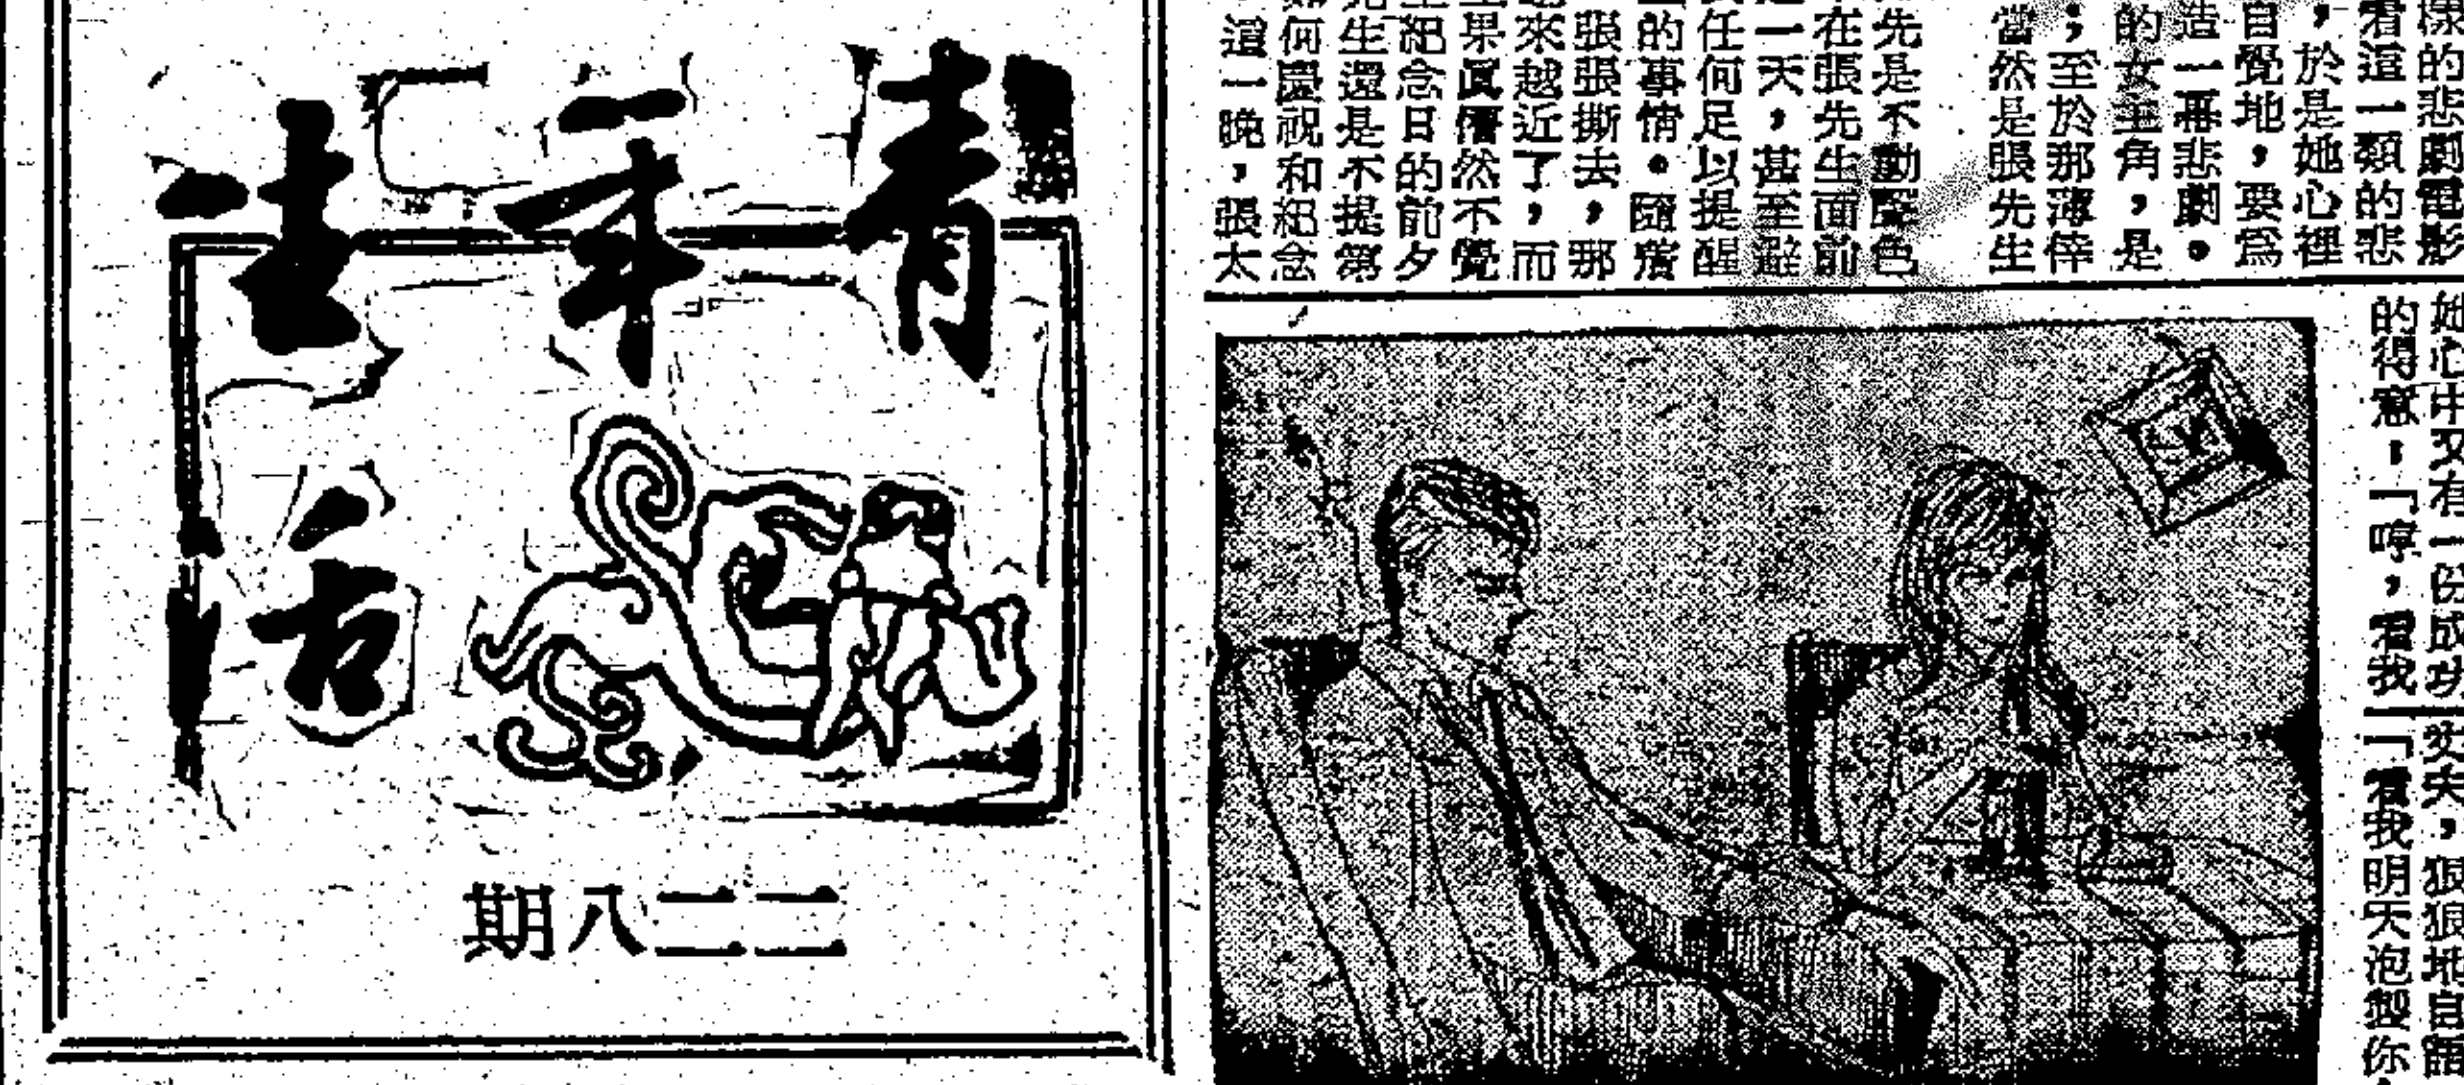 樣的悲劇電影
看這一類的悲
，於是她心裡
自覺地，要爲
造一幕悲劇。
的女主角，是
；至於那薄倖
當然是張先生
先是不動聲色
在張先生面前
一天，甚至避
任何足以提醒
的事情。隨着
張張撕去，那
來越近了，而
果眞懵然不覺
紀念日的前夕
生還是不提第
何慶祝和紀念
這一晚，張太
她心中又有一份成功
的得意，「哼，看我
丈夫，狠狠地自語
「看我明天泡製你
青年生活
二二八期